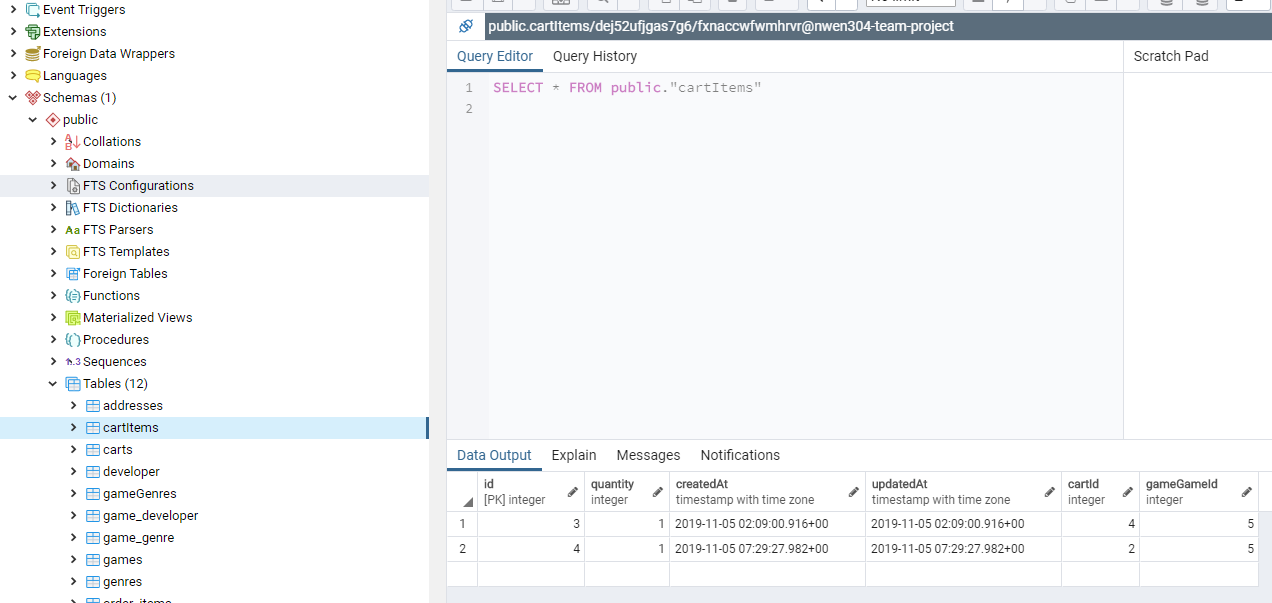 Event Triggers
Extensions
Foreign Data Wrappers
Languages
Schemas (1)
public
Collations
Domains
FTS Configurations
FTS Dictionaries
Aa FTS Parsers
FTS Templates
Foreign Tables
Functions
Materialized Views
Procedures
Sequences
Tables (12)
addresses
cartItems
carts
developer
gameGenres
game_developer
game_genre
games
genres
order_items
public.cartItems/dej52ufjgas7g6/fxnaccwfwmhrvr@nwen304-team-project
Query Editor Query History Scratch Pad
1 SELECT * FROM public."cartItems"
2
Data Output Explain Messages Notifications
id quantity createdAt updatedAt cartId gameGameId
[PK] integer integer timestamp with time zone timestamp with time zone integer integer
1 3 1 2019-11-05 02:09:00.916+00 2019-11-05 02:09:00.916+00 4 5
2 4 1 2019-11-05 07:29:27.982+00 2019-11-05 07:29:27.982+00 2 5